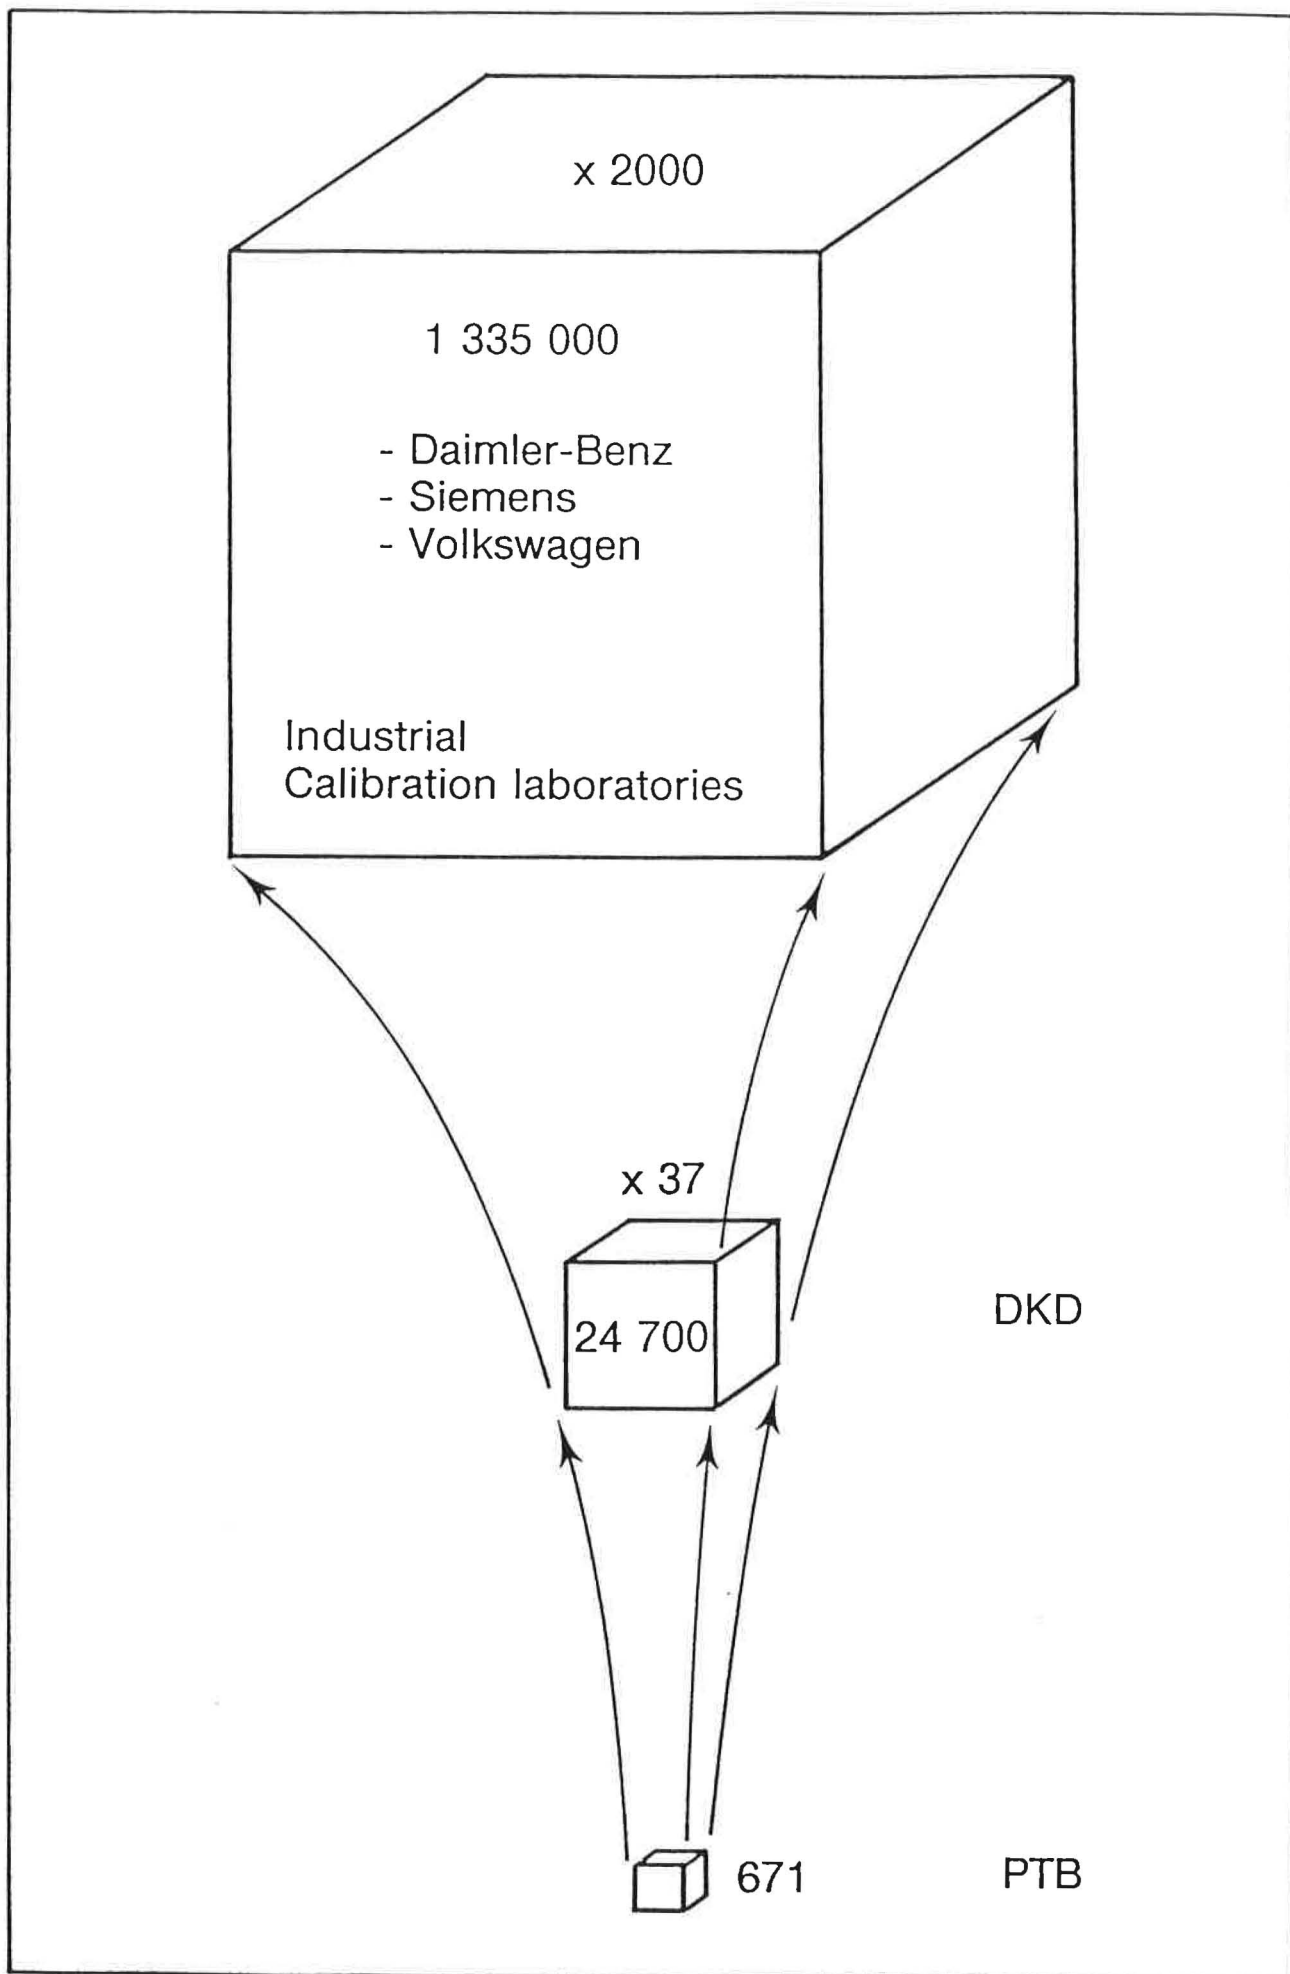 x 2000
1 335 000
- Daimler-Benz
- Siemens
- Volkswagen
Industrial
Calibration laboratories
x 37
24 700
DKD
671
PTB